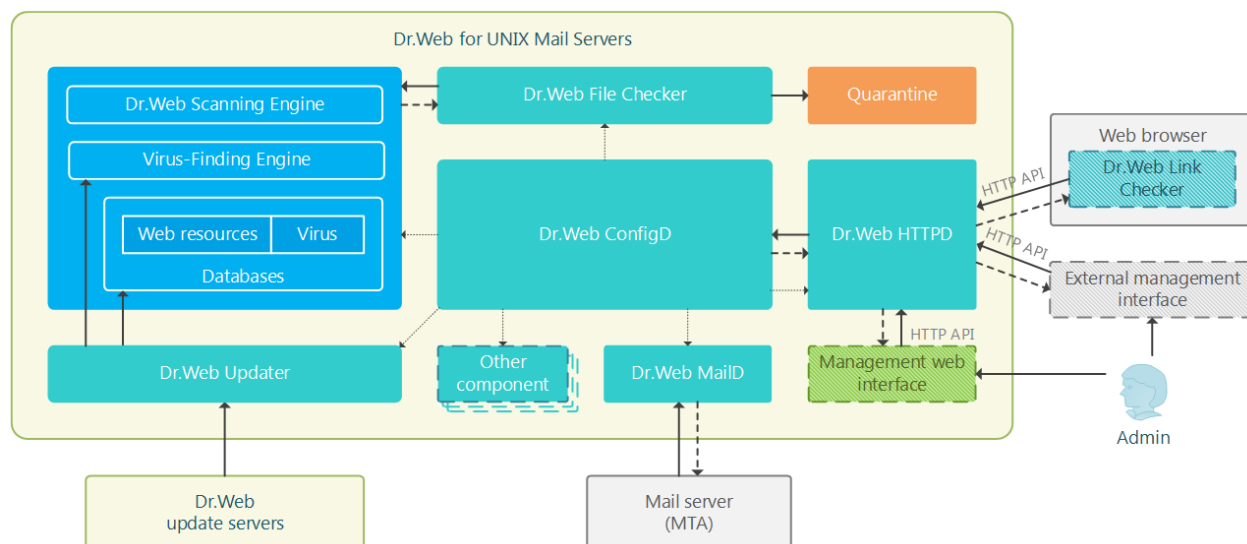 Dr.Web for UNIX Mail Servers
Dr.Web Scanning Engine
Dr.Web File Checker
Quarantine
Virus-Finding Engine
Web resources
Virus
Databases
Dr.Web ConfigD
Dr.Web HTTPD
Web browser
Dr.Web Link
Checker
HTTP API
HTTP API
External management
interface
HTTP API
Dr.Web Updater
Other
component
Dr.Web MailD
Management web
interface
Admin
Dr.Web
update servers
Mail server
(MTA)